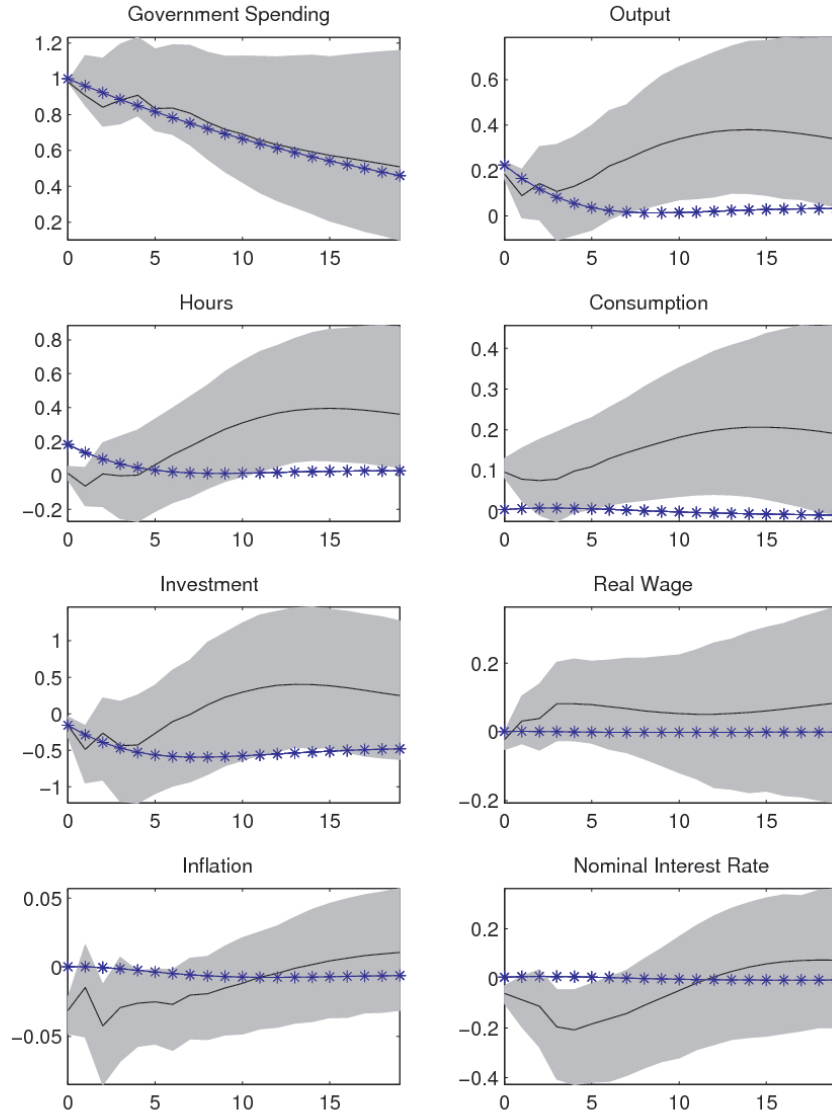 Government Spending
1.2
1
0.8
0.6
0.4
0.2
0 5 10 15
Output
0.6
0.4
0.2
0
0 5 10 15
Hours
0.8
0.6
0.4
0.2
0
−0.2
0 5 10 15
Consumption
0.4
0.3
0.2
0.1
0
0 5 10 15
Investment
1
0.5
0
−0.5
−1
0 5 10 15
Real Wage
0.2
0
−0.2
0 5 10 15
Inflation
0.05
0
−0.05
0 5 10 15
Nominal Interest Rate
0.2
0
−0.2
−0.4
0 5 10 15